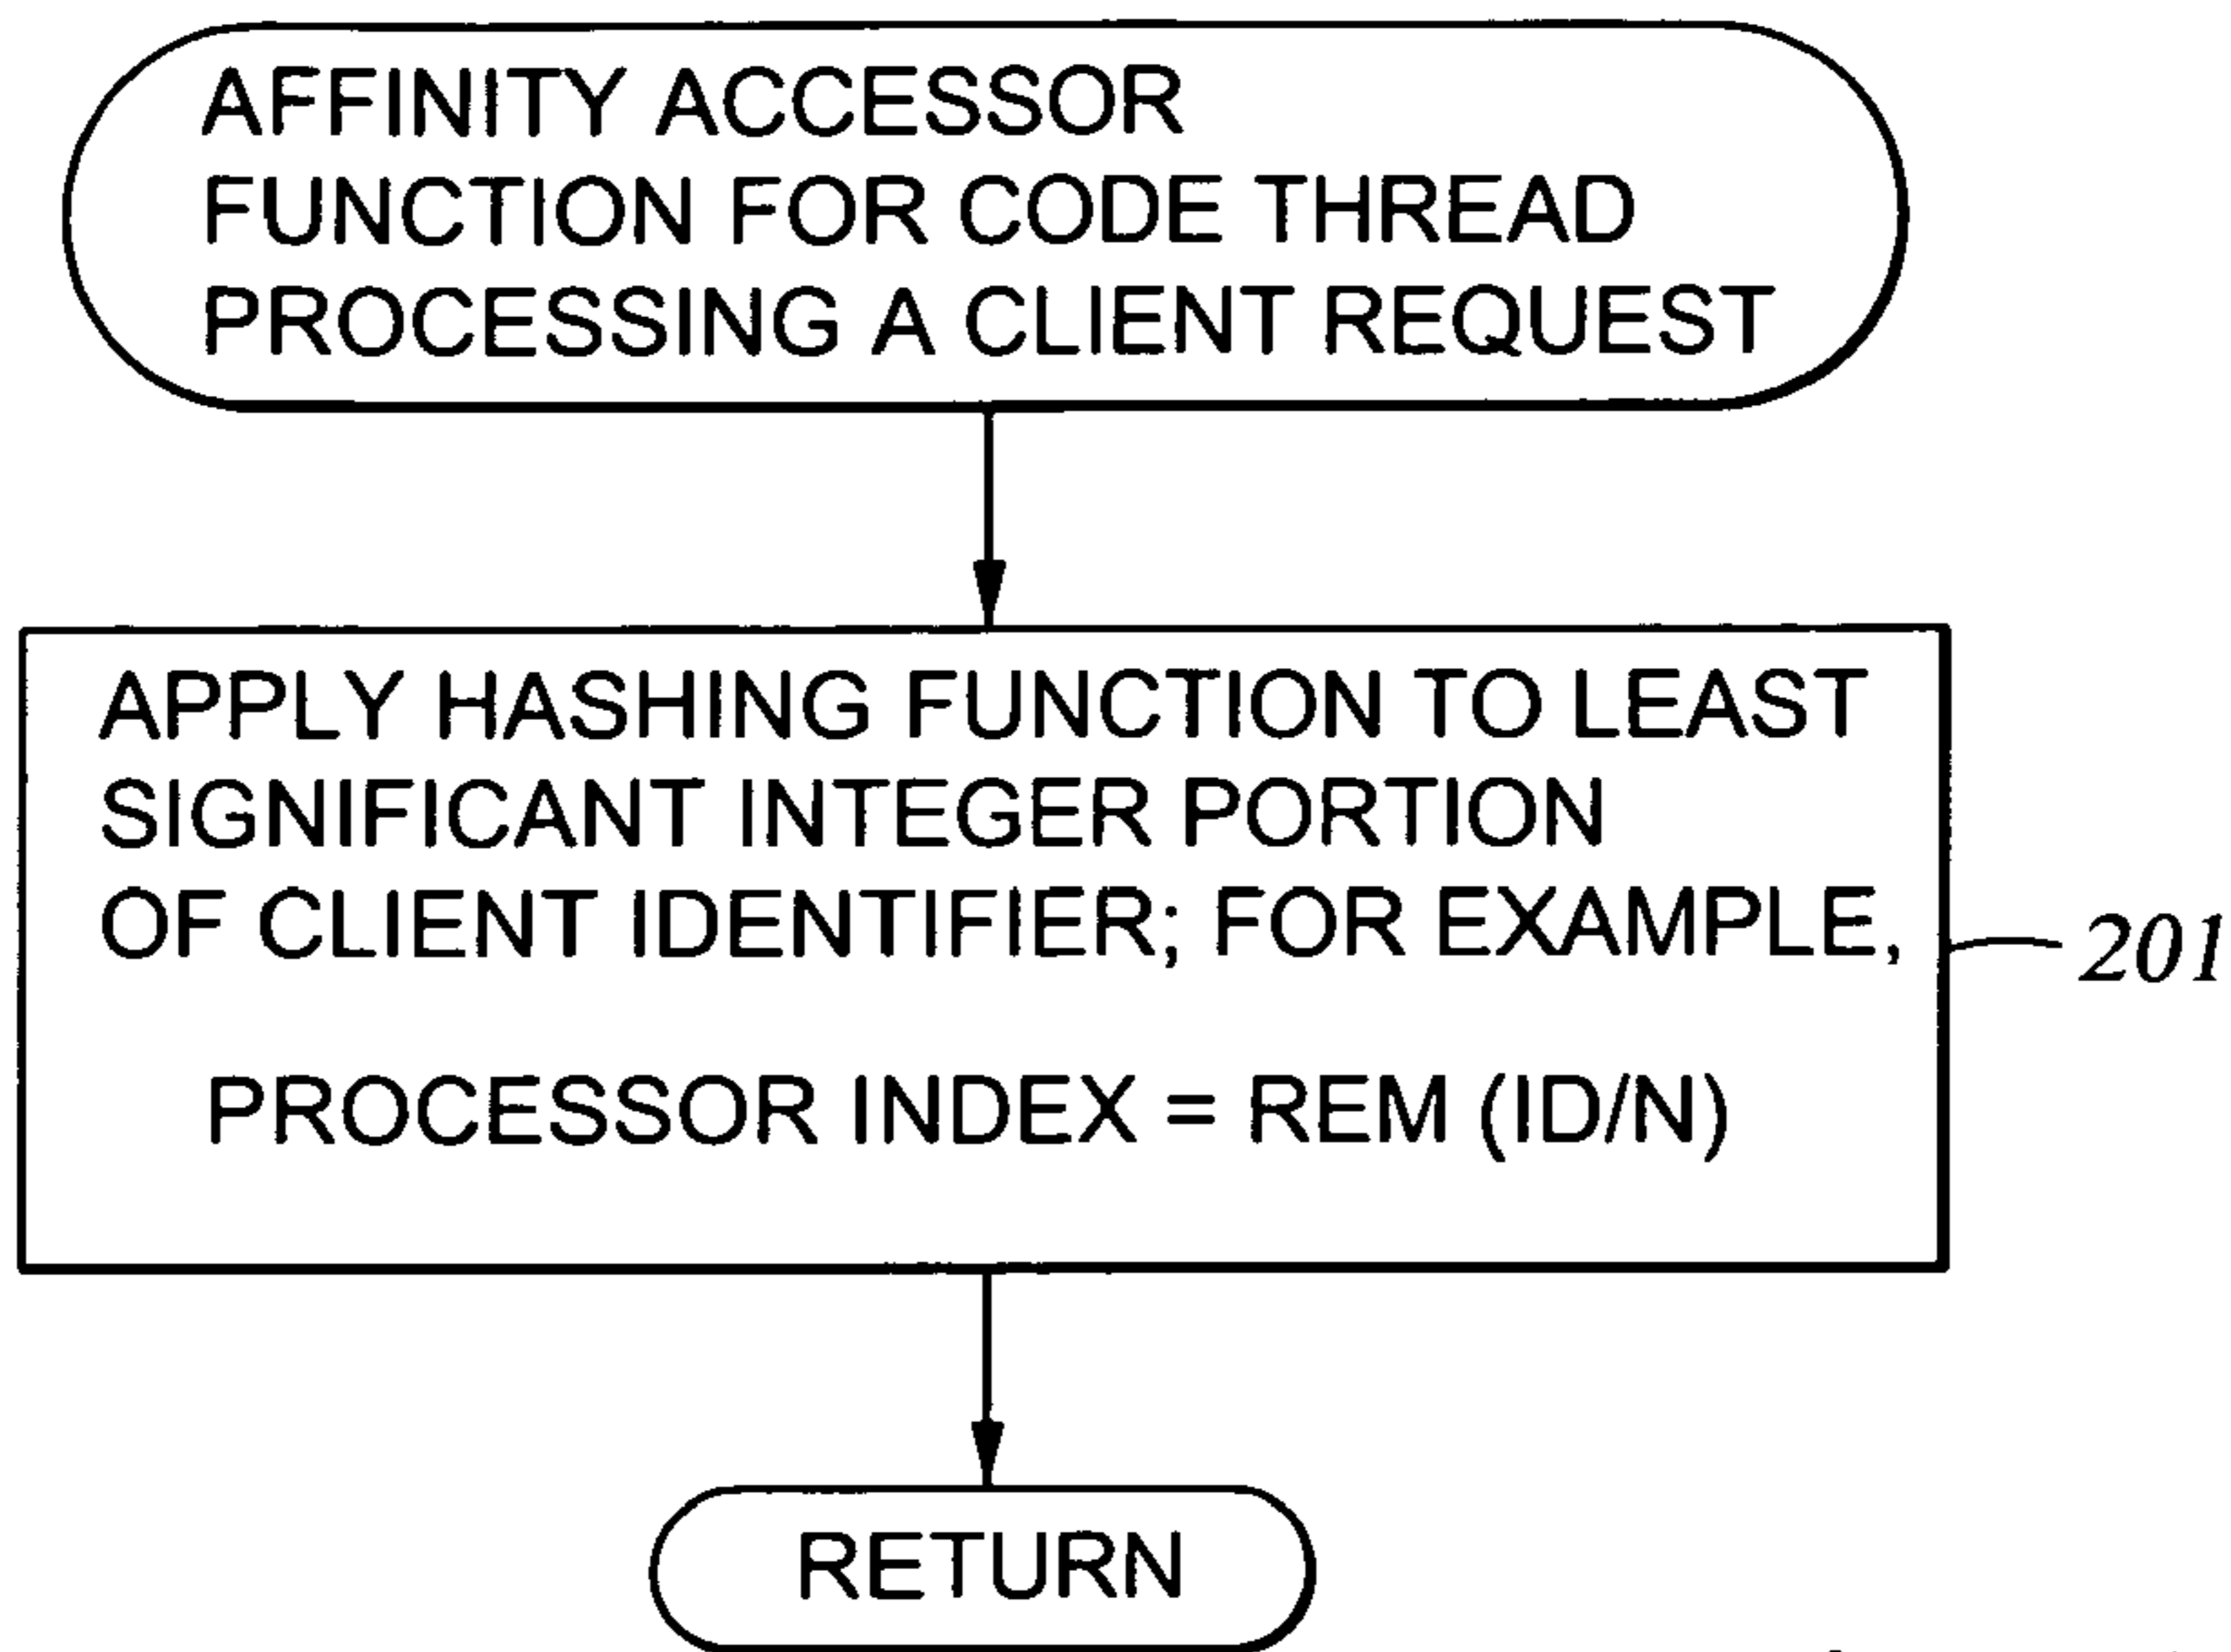 AFFINITY ACCESSOR
FUNCTION FOR CODE THREAD
PROCESSING A CLIENT REQUEST
APPLY HASHING FUNCTION TO LEAST
SIGNIFICANT INTEGER PORTION
OF CLIENT IDENTIFIER; FOR EXAMPLE,
201
PROCESSOR INDEX = REM (ID/N)
RETURN